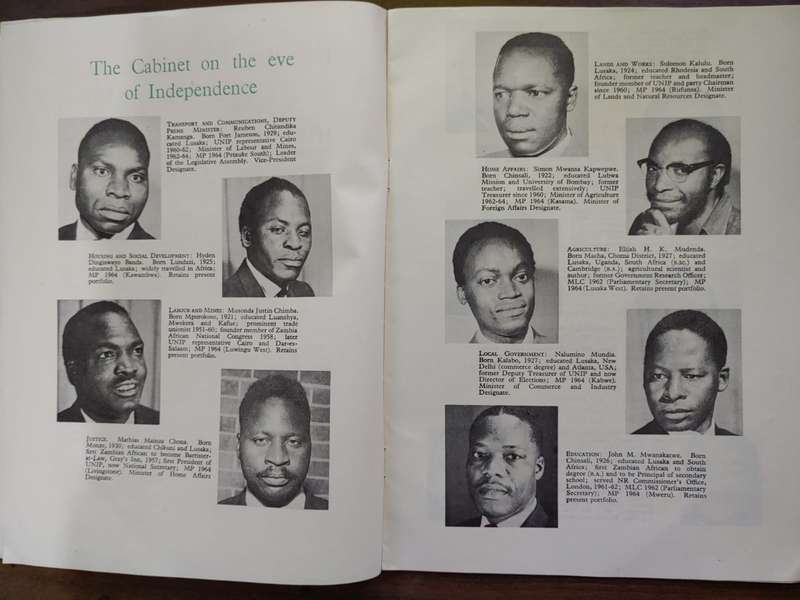 The Cabinet on the eve
of Independence
TRANSPORT AND COMMUNICATIONS, DEPUTY
PRIME MINISTER: Reuben Chitandika
Kamanga. Born Fort Jameson, 1929; edu-
cated Lusaka; UNIP representative Cairo
1960-62; Minister of Labour and Mines,
1962-64; MP 1964 (Petauke South); Leader
of the Legislative Assembly. Vice-President
Designate.
HOUSING AND SOCIAL DEVELOPMENT: Hyden
Dingiswayo Banda. Born Lundazi, 1925;
educated Lusaka; widely travelled in Africa;
MP 1964 (Kawambwa). Retains present
portfolio.
LABOUR AND MINES: Musonda Justin Chimba.
Born Mporokoso, 1921; educated Luanshya,
Mwekera and Kafue; prominent trade
unionist 1951-60; founder member of Zambia
African National Congress 1958; later
UNIP representative Cairo and Dar-es-
Salaam; MP 1964 (Luwingu West). Retains
present portfolio.
JUSTICE. Mathias Mainza Chona. Born
Monze, 1930; educated Chikuni and Lusaka;
first Zambian African to become Barrister-
at-Law, Gray's Inn, 1957; first President of
UNIP, now National Secretary; MP 1964
(Livingstone). Minister of Home Affairs
Designate.
LANDS AND WORKS: Solomon Kalulu. Born
Lusaka, 1924; educated Rhodesia and South
Africa; former teacher and headmaster;
founder member of UNIP and party Chairman
since 1960; MP 1964 (Rufunsa). Minister
of Lands and Natural Resources Designate.
HOME AFFAIRS: Simon Mwansa Kapwepwe.
Born Chinsali, 1922; educated Lubwa
Mission and University of Bombay; former
teacher; travelled extensively; UNIP
Treasurer since 1960; Minister of Agriculture
1962-64; MP 1964 (Kasama). Minister of
Foreign Affairs Designate.
AGRICULTURE: Elijah H. K. Mudenda.
Born Macha, Choma District, 1927; educated
Lusaka, Uganda, South Africa (B.SC.) and
Cambridge (B.A.); agricultural scientist and
author; former Government Research Officer;
MLC 1962 (Parliamentary Secretary); MP
1964 (Lusaka West). Retains present portfolio.
LOCAL GOVERNMENT: Nalumino Mundia.
Born Kalabo, 1927; educated Lusaka, New
Delhi (commerce degree) and Atlanta, USA;
former Deputy Treasurer of UNIP and now
Director of Elections; MP 1964 (Kabwe).
Minister of Commerce and Industry
Designate.
EDUCATION: John M. Mwanakatwe. Born
Chinsali, 1926; educated Lusaka and South
Africa; first Zambian African to obtain
degree (B.A.) and to be Principal of secondary
school; served NR Commissioner's Office,
London, 1961-62; MLC 1962 (Parliamentary
Secretary); MP 1964 (Mweru). Retains
present portfolio.